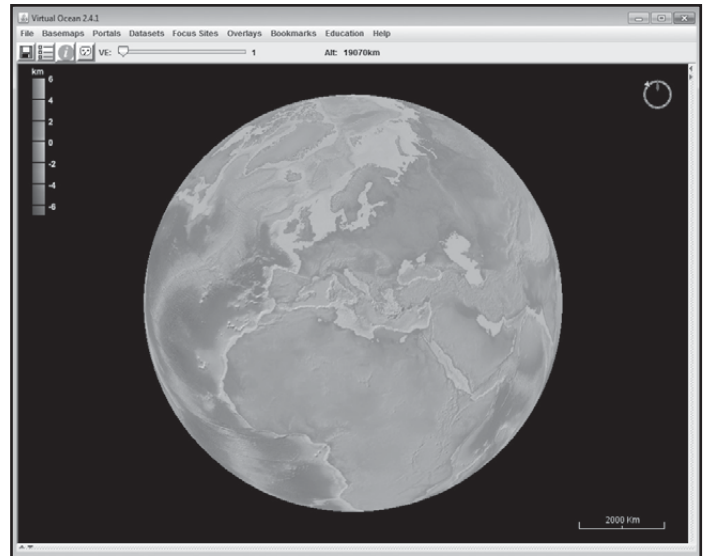 Virtual Ocean 2.4.1
File Basemaps Portals Datasets Focus Sites Overlays Bookmarks Education Help
VE: 1 Alt: 19070km
km
6
4
2
0
-2
-4
-6
2000 Km